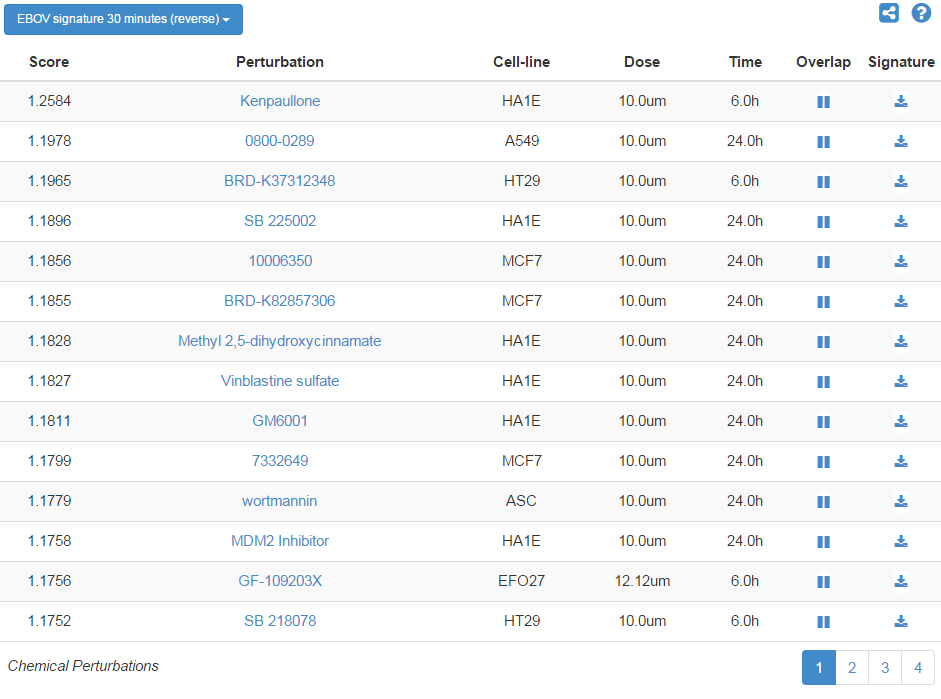 EBOV signature 30 minutes (reverse)
Score Perturbation Cell-line Dose Time Overlap Signature
1.2584 Kenpaullone HA1E 10.0um 6.0h
1.1978 0800-0289 A549 10.0um 24.0h
1.1965 BRD-K37312348 HT29 10.0um 6.0h
1.1896 SB 225002 HA1E 10.0um 24.0h
1.1856 10006350 MCF7 10.0um 24.0h
1.1855 BRD-K82857306 MCF7 10.0um 24.0h
1.1828 Methyl 2,5-dihydroxycinnamate HA1E 10.0um 24.0h
1.1827 Vinblastine sulfate HA1E 10.0um 24.0h
1.1811 GM6001 HA1E 10.0um 24.0h
1.1799 7332649 MCF7 10.0um 24.0h
1.1779 wortmannin ASC 10.0um 24.0h
1.1758 MDM2 Inhibitor HA1E 10.0um 24.0h
1.1756 GF-109203X EFO27 12.12um 6.0h
1.1752 SB 218078 HT29 10.0um 6.0h
Chemical Perturbations 1 2 3 4